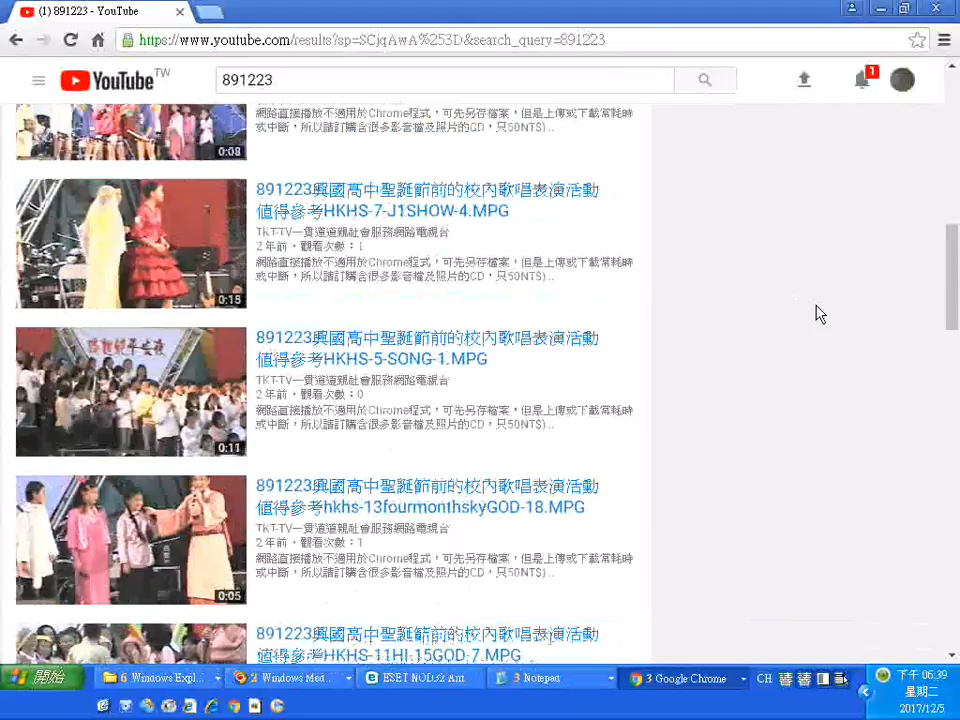 (1) 891223 - YouTube
https://www.youtube.com/results?sp=SCjqAwA%253D&search_query=891223
YouTube TW
891223
1
網路直接播放不適用於Chrome程式，可先另存檔案，但是上傳或下載常耗時
或中斷，所以請訂購含很多影音檔及照片的CD，只50NT$)...
0:08
891223興國高中聖誕節前的校內歌唱表演活動
值得參考HKHS-7-J1SHOW-4.MPG
TKT-TV一貫道道親社會服務網路電視台
2 年前・觀看次數：1
網路直接播放不適用於Chrome程式，可先另存檔案，但是上傳或下載常耗時
或中斷，所以請訂購含很多影音檔及照片的CD，只50NT$)...
0:18
891223興國高中聖誕節前的校內歌唱表演活動
值得參考HKHS-5-SONG-1.MPG
TKT-TV一貫道道親社會服務網路電視台
2 年前・觀看次數：0
網路直接播放不適用於Chrome程式，可先另存檔案，但是上傳或下載常耗時
或中斷，所以請訂購含很多影音檔及照片的CD，只50NT$)...
0:11
891223興國高中聖誕節前的校內歌唱表演活動
值得參考hkhs-13fourmonthskyGOD-18.MPG
TKT-TV一貫道道親社會服務網路電視台
2 年前・觀看次數：1
網路直接播放不適用於Chrome程式，可先另存檔案，但是上傳或下載常耗時
或中斷，所以請訂購含很多影音檔及照片的CD，只50NT$)...
0:05
891223興國高中聖誕節前的校內歌唱表演活動
值得參考HKHS-11HI-15GOD-7.MPG
開始
6 Windows Expl...
2 Windows Med...
ESET NOD32 Ant...
3 Notepad
3 Google Chrome
CH
下午 06:39
星期二
2017/12/5